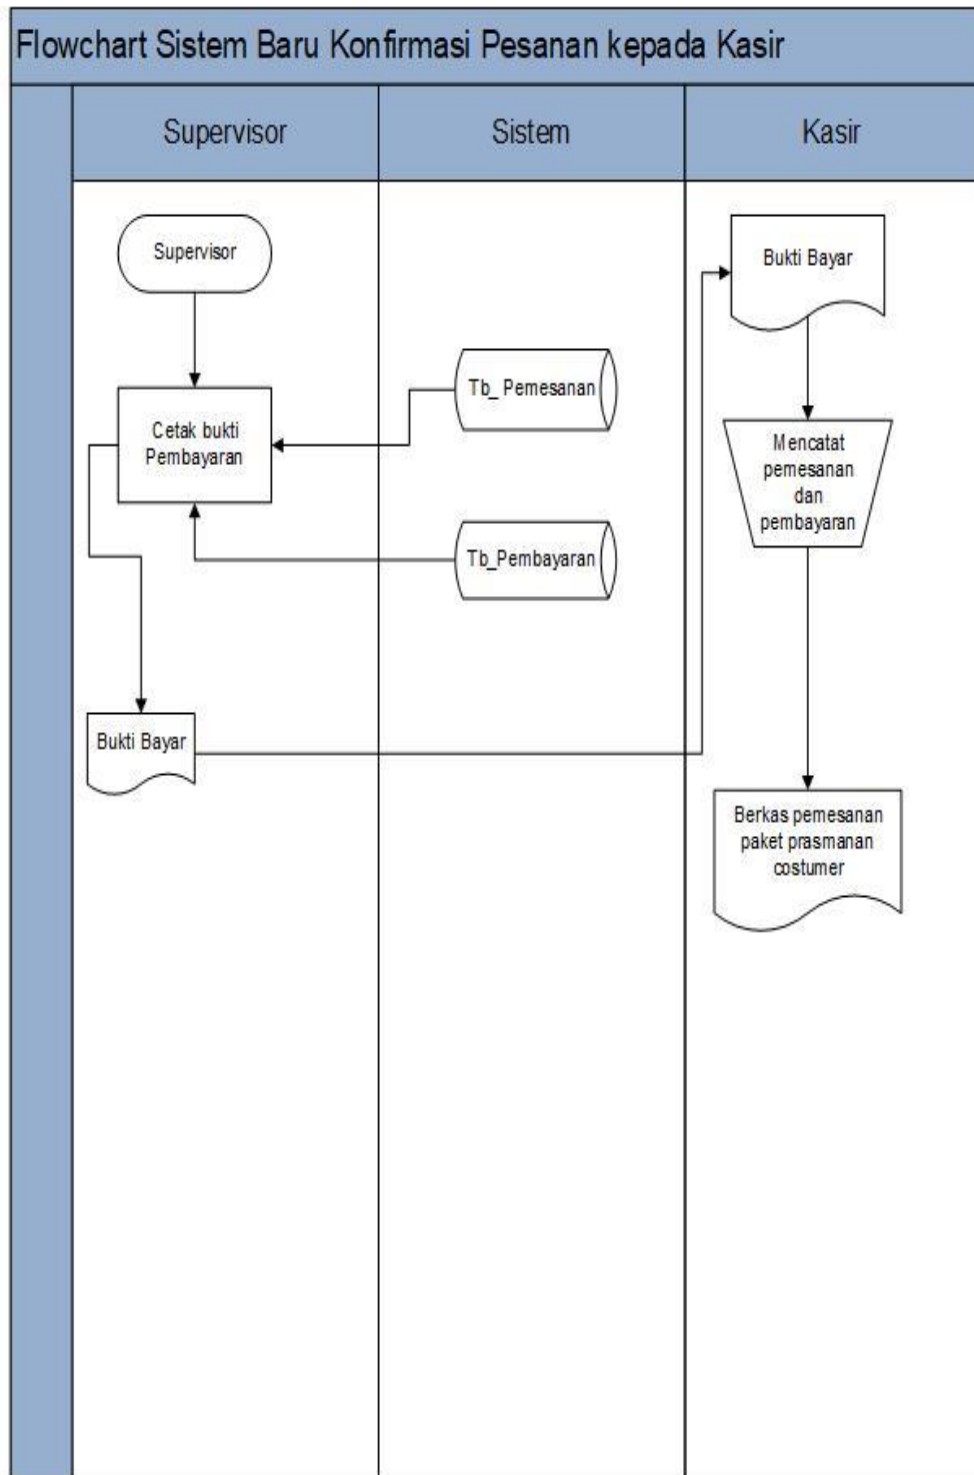 Flowchart Sistem Baru Konfirmasi Pesanan kepada Kasir
Supervisor
Sistem
Kasir
Supervisor
Cetak bukti
Pembayaran
Bukti Bayar
Tb_ Pemesanan
Tb_Pembayaran
Bukti Bayar
Mencatat
pemesanan
dan
pembayaran
Berkas pemesanan
paket prasmanan
costumer